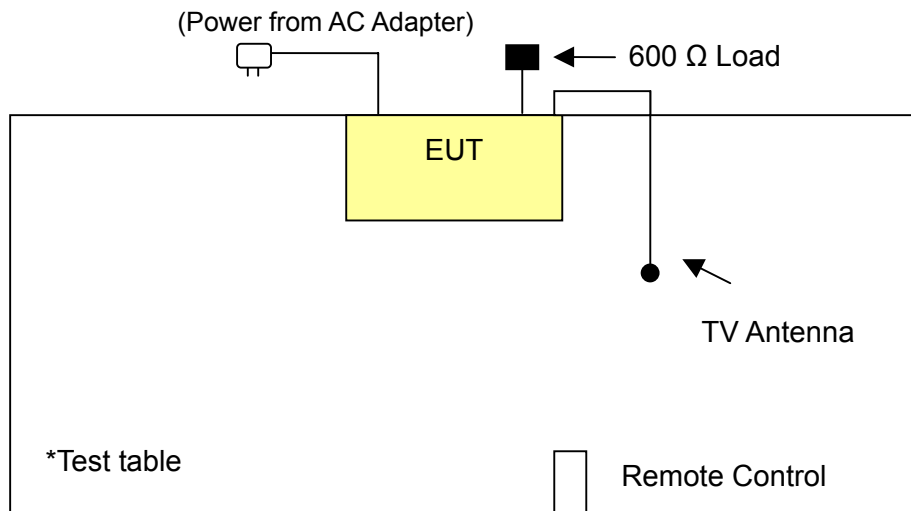 (Power from AC Adapter)
600 Ω Load
EUT
TV Antenna
*Test table
Remote Control